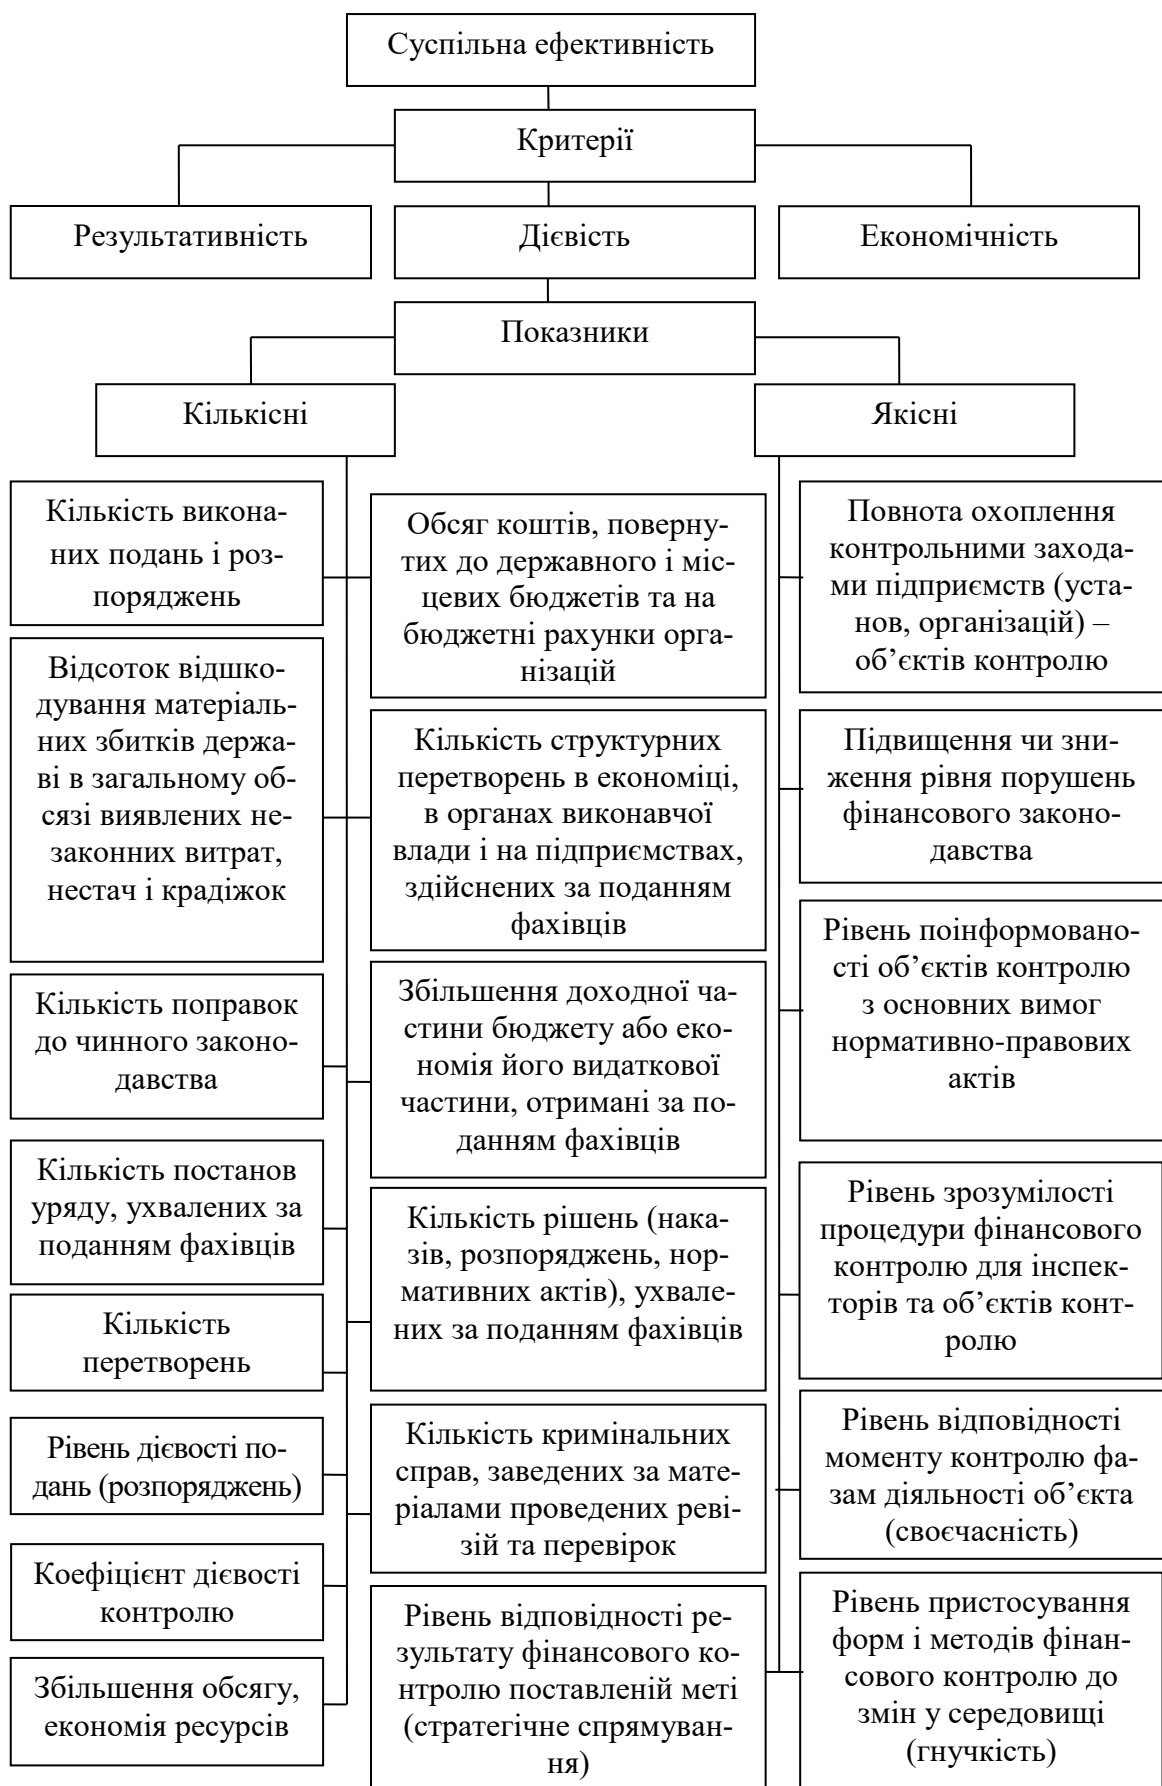 Суспільна ефективність
Критерії
Результативність
Дієвість
Економічність
Показники
Кількісні
Якісні
Кількість викона-
них подань і роз-
поряджень
Відсоток відшко-
дування матеріаль-
них збитків держа-
ві в загальному об-
сязі виявлених не-
законних витрат,
нестач і крадіжок
Кількість поправок
до чинного законо-
давства
Кількість постанов
уряду, ухвалених за
поданням фахівців
Кількість
перетворень
Рівень дієвості по-
дань (розпоряджень)
Коефіцієнт дієвості
контролю
Збільшення обсягу,
економія ресурсів
Обсяг коштів, поверну-
тих до державного і міс-
цевих бюджетів та на
бюджетні рахунки орга-
нізацій
Кількість структурних
перетворень в економіці,
в органах виконавчої
влади і на підприємствах,
здійснених за поданням
фахівців
Збільшення доходної ча-
стини бюджету або еко-
номія його видаткової
частини, отримані за по-
данням фахівців
Кількість рішень (нака-
зів, розпоряджень, нор-
мативних актів), ухвале-
них за поданням фахівців
Кількість кримінальних
справ, заведених за мате-
ріалами проведених реві-
зій та перевірок
Рівень відповідності ре-
зультату фінансового ко-
нтролю поставленій меті
(стратегічне спрямуван-
ня)
Повнота охоплення
контрольними захода-
ми підприємств (уста-
нов, організацій) –
об’єктів контролю
Підвищення чи зни-
ження рівня порушень
фінансового законо-
давства
Рівень поінформовано-
сті об’єктів контролю
з основних вимог
нормативно-правових
актів
Рівень зрозумілості
процедури фінансового
контролю для інспек-
торів та об’єктів конт-
ролю
Рівень відповідності
моменту контролю фа-
зам діяльності об’єкта
(своєчасність)
Рівень пристосування
форм і методів фінан-
сового контролю до
змін у середовищі
(гнучкість)